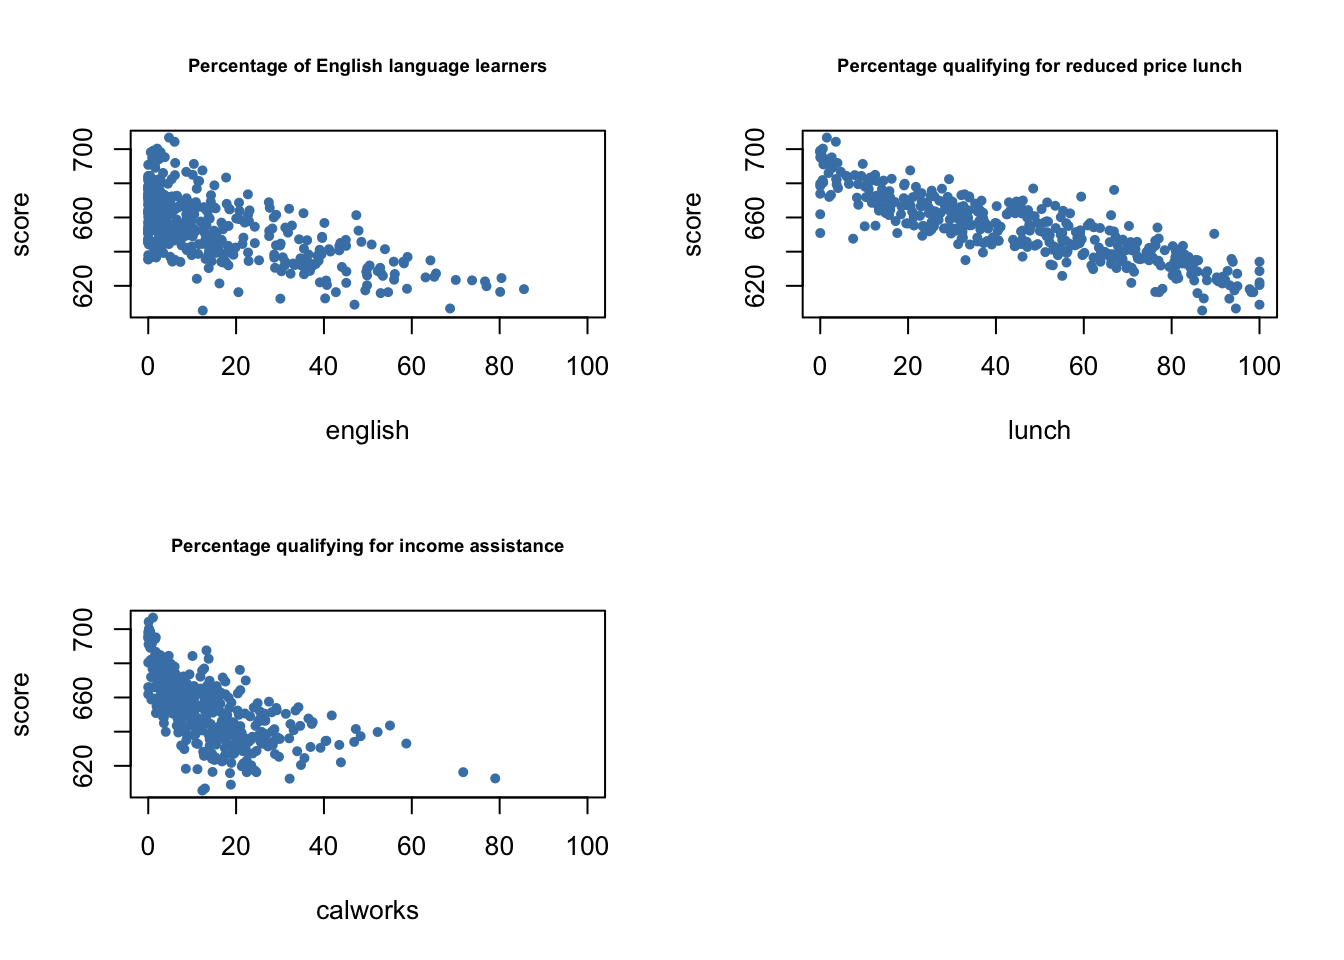 Percentage of English language learners
score
700
660
620
0 20 40 60 80 100
english
Percentage qualifying for reduced price lunch
score
700
660
620
0 20 40 60 80 100
lunch
Percentage qualifying for income assistance
score
700
660
620
0 20 40 60 80 100
calworks